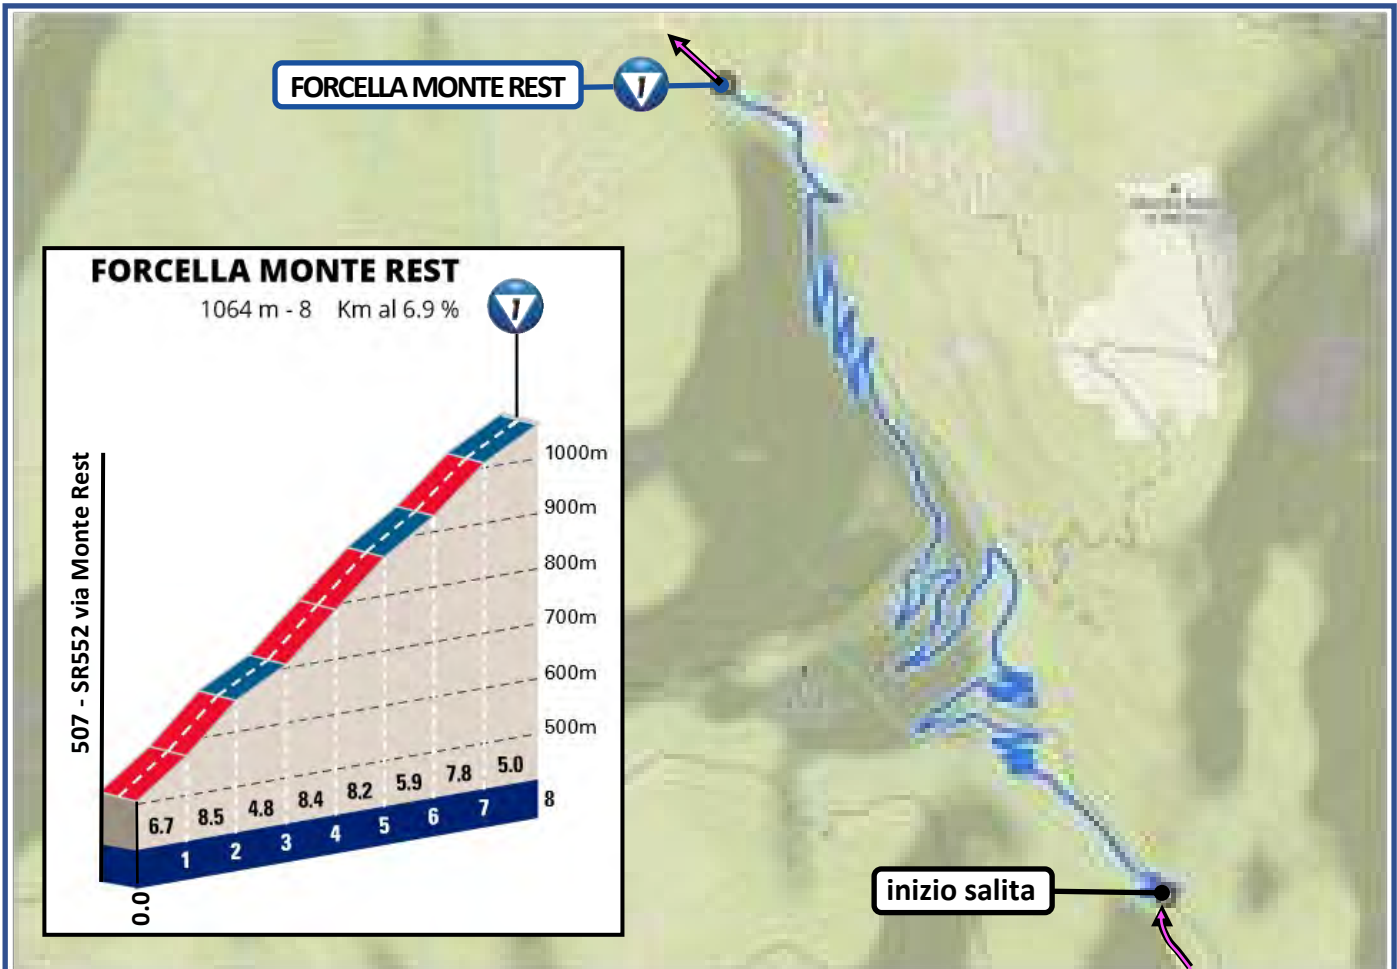 FORCELLA MONTE REST
1
FORCELLA MONTE REST
1064 m - 8 Km al 6.9 %
1
507 - SR552 via Monte Rest
1000m
900m
800m
700m
600m
500m
6.7 8.5 4.8 8.4 8.2 5.9 7.8 5.0
1 2 3 4 5 6 7 8
0.0
inizio salita